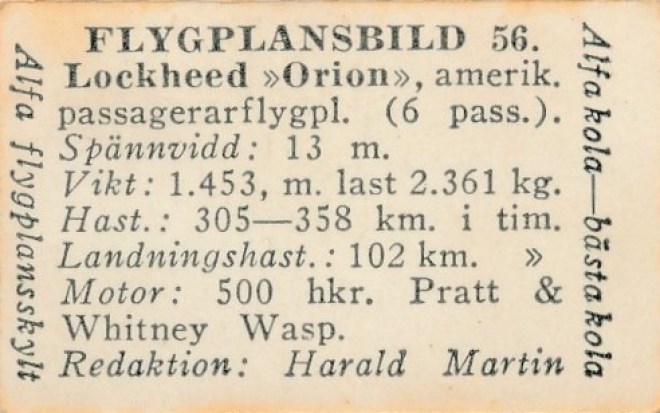 FLYGPLANSBILD 56.
Lockheed »Orion», amerik.
passagerarflygpl. (6 pass.).
Spännvidd: 13 m.
Vikt: 1.453, m. last 2.361 kg.
Hast.: 305—358 km. i tim.
Landningshast.: 102 km. »
Motor: 500 hkr. Pratt &
Whitney Wasp.
Redaktion: Harald Martin
Alfa flygplansskylt
Alfa kola—bästa kola